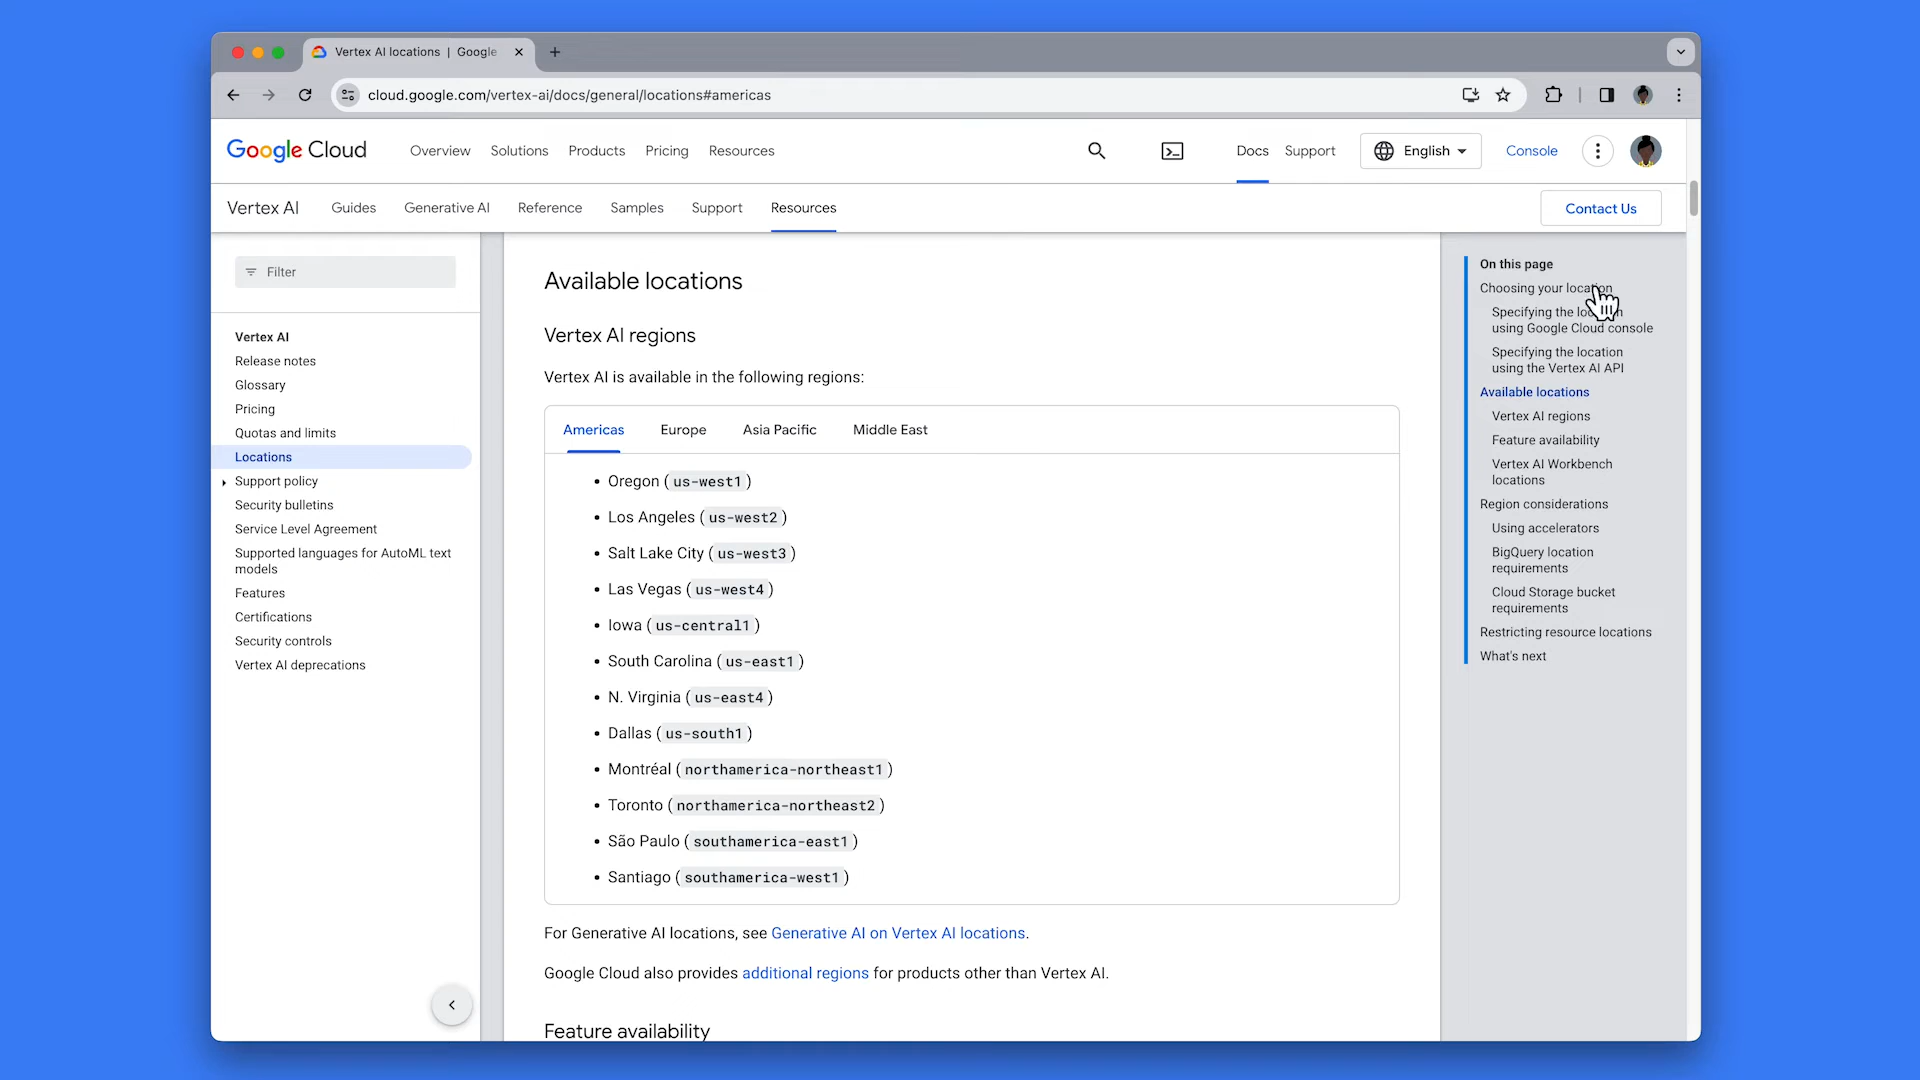 Vertex AI locations | Google
cloud.google.com/vertex-ai/docs/general/locations#americas
Google Cloud Overview Solutions Products Pricing Resources Docs Support English Console
Vertex AI Guides Generative AI Reference Samples Support Resources Contact Us
Filter
Vertex AI
Release notes
Glossary
Pricing
Quotas and limits
Locations
Support policy
Security bulletins
Service Level Agreement
Supported languages for AutoML text
models
Features
Certifications
Security controls
Vertex AI deprecations
Available locations
Vertex AI regions
Vertex AI is available in the following regions:
Americas Europe Asia Pacific Middle East
• Oregon (us-west1)
• Los Angeles (us-west2)
• Salt Lake City (us-west3)
• Las Vegas (us-west4)
• Iowa (us-central1)
• South Carolina (us-east1)
• N. Virginia (us-east4)
• Dallas (us-south1)
• Montréal (northamerica-northeast1)
• Toronto (northamerica-northeast2)
• São Paulo (southamerica-east1)
• Santiago (southamerica-west1)
For Generative AI locations, see Generative AI on Vertex AI locations.
Google Cloud also provides additional regions for products other than Vertex AI.
Feature availability
On this page
Choosing your location
Specifying the location
using Google Cloud console
Specifying the location
using the Vertex AI API
Available locations
Vertex AI regions
Feature availability
Vertex AI Workbench
locations
Region considerations
Using accelerators
BigQuery location
requirements
Cloud Storage bucket
requirements
Restricting resource locations
What's next